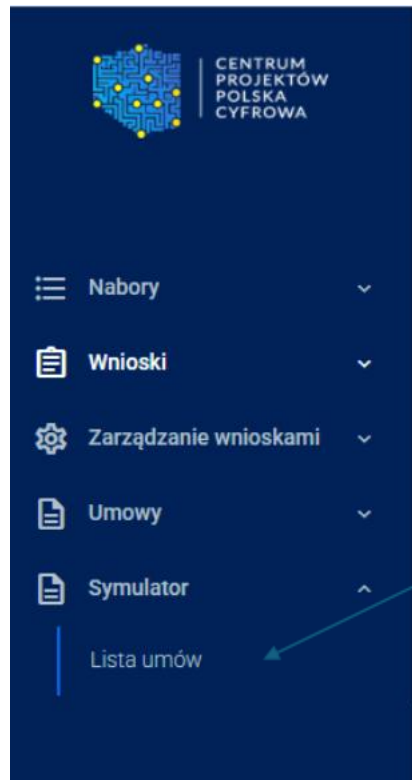 CENTRUM
PROJEKTÓW
POLSKA
CYFROWA
Nabory
Wnioski
Zarządzanie wnioskami
Umowy
Symulator
Lista umów